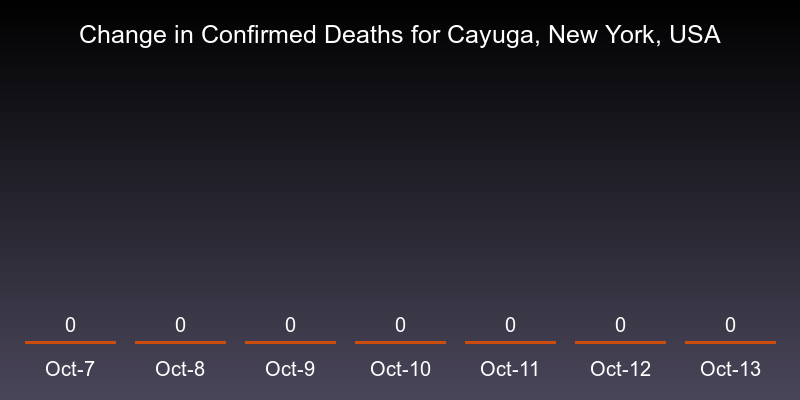 Change in Confirmed Deaths for Cayuga, New York, USA
0 0 0 0 0 0 0
Oct-7 Oct-8 Oct-9 Oct-10 Oct-11 Oct-12 Oct-13